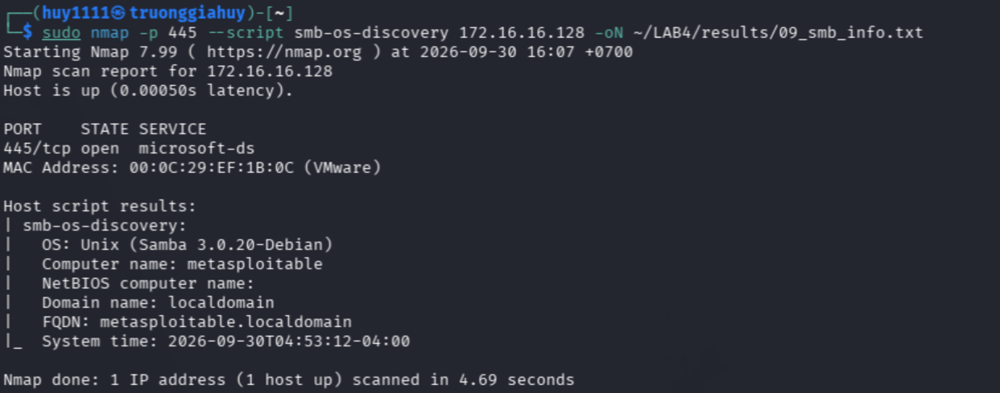 ┌──(huy1111㉿truonggiahuy)-[~]
└─$ sudo nmap -p 445 --script smb-os-discovery 172.16.16.128 -oN ~/LAB4/results/09_smb_info.txt
Starting Nmap 7.99 ( https://nmap.org ) at 2026-09-30 16:07 +0700
Nmap scan report for 172.16.16.128
Host is up (0.00050s latency).

PORT    STATE SERVICE
445/tcp open  microsoft-ds
MAC Address: 00:0C:29:EF:1B:0C (VMware)

Host script results:
| smb-os-discovery:
|   OS: Unix (Samba 3.0.20-Debian)
|   Computer name: metasploitable
|   NetBIOS computer name:
|   Domain name: localdomain
|   FQDN: metasploitable.localdomain
|_  System time: 2026-09-30T04:53:12-04:00

Nmap done: 1 IP address (1 host up) scanned in 4.69 seconds